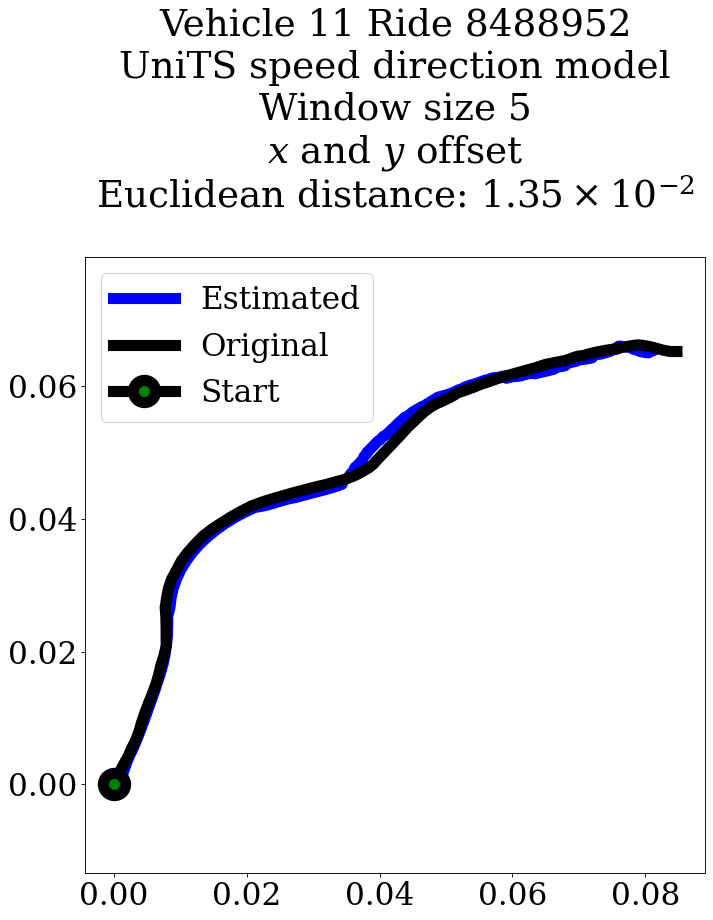 Vehicle 11 Ride 8488952
UniTS speed direction model
Window size 5
x and y offset
Euclidean distance: 1.35 × 10⁻²
Estimated
Original
Start
0.06
0.04
0.02
0.00
0.00 0.02 0.04 0.06 0.08